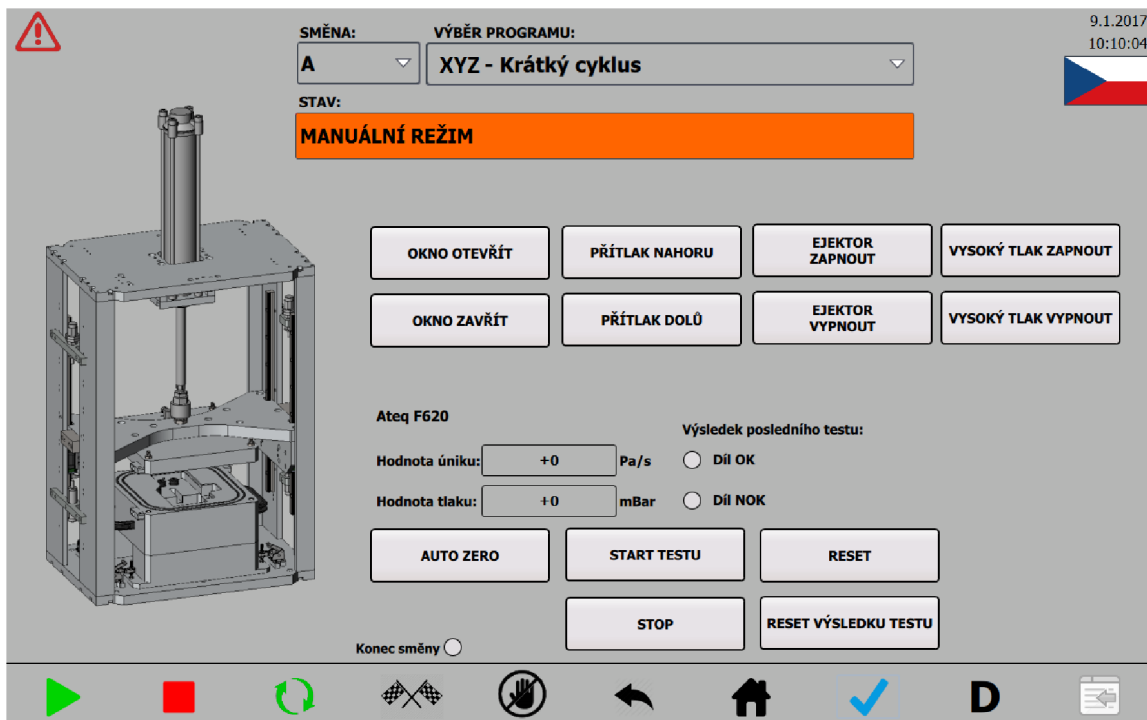 SMĚNA:
VÝBĚR PROGRAMU:
9.1.2017
10:10:04
A
XYZ - Krátký cyklus
STAV:
MANUÁLNÍ REŽIM
OKNO OTEVŘÍT
PŘÍTLAK NAHORU
EJEKTOR
ZAPNOUT
VYSOKÝ TLAK ZAPNOUT
OKNO ZAVŘÍT
PŘÍTLAK DOLŮ
EJEKTOR
VYPNOUT
VYSOKÝ TLAK VYPNOUT
Ateq F620
Výsledek posledního testu:
Hodnota úniku:
+0
Pa/s
Díl OK
Hodnota tlaku:
+0
mBar
Díl NOK
AUTO ZERO
START TESTU
RESET
STOP
RESET VÝSLEDKU TESTU
Konec směny
D